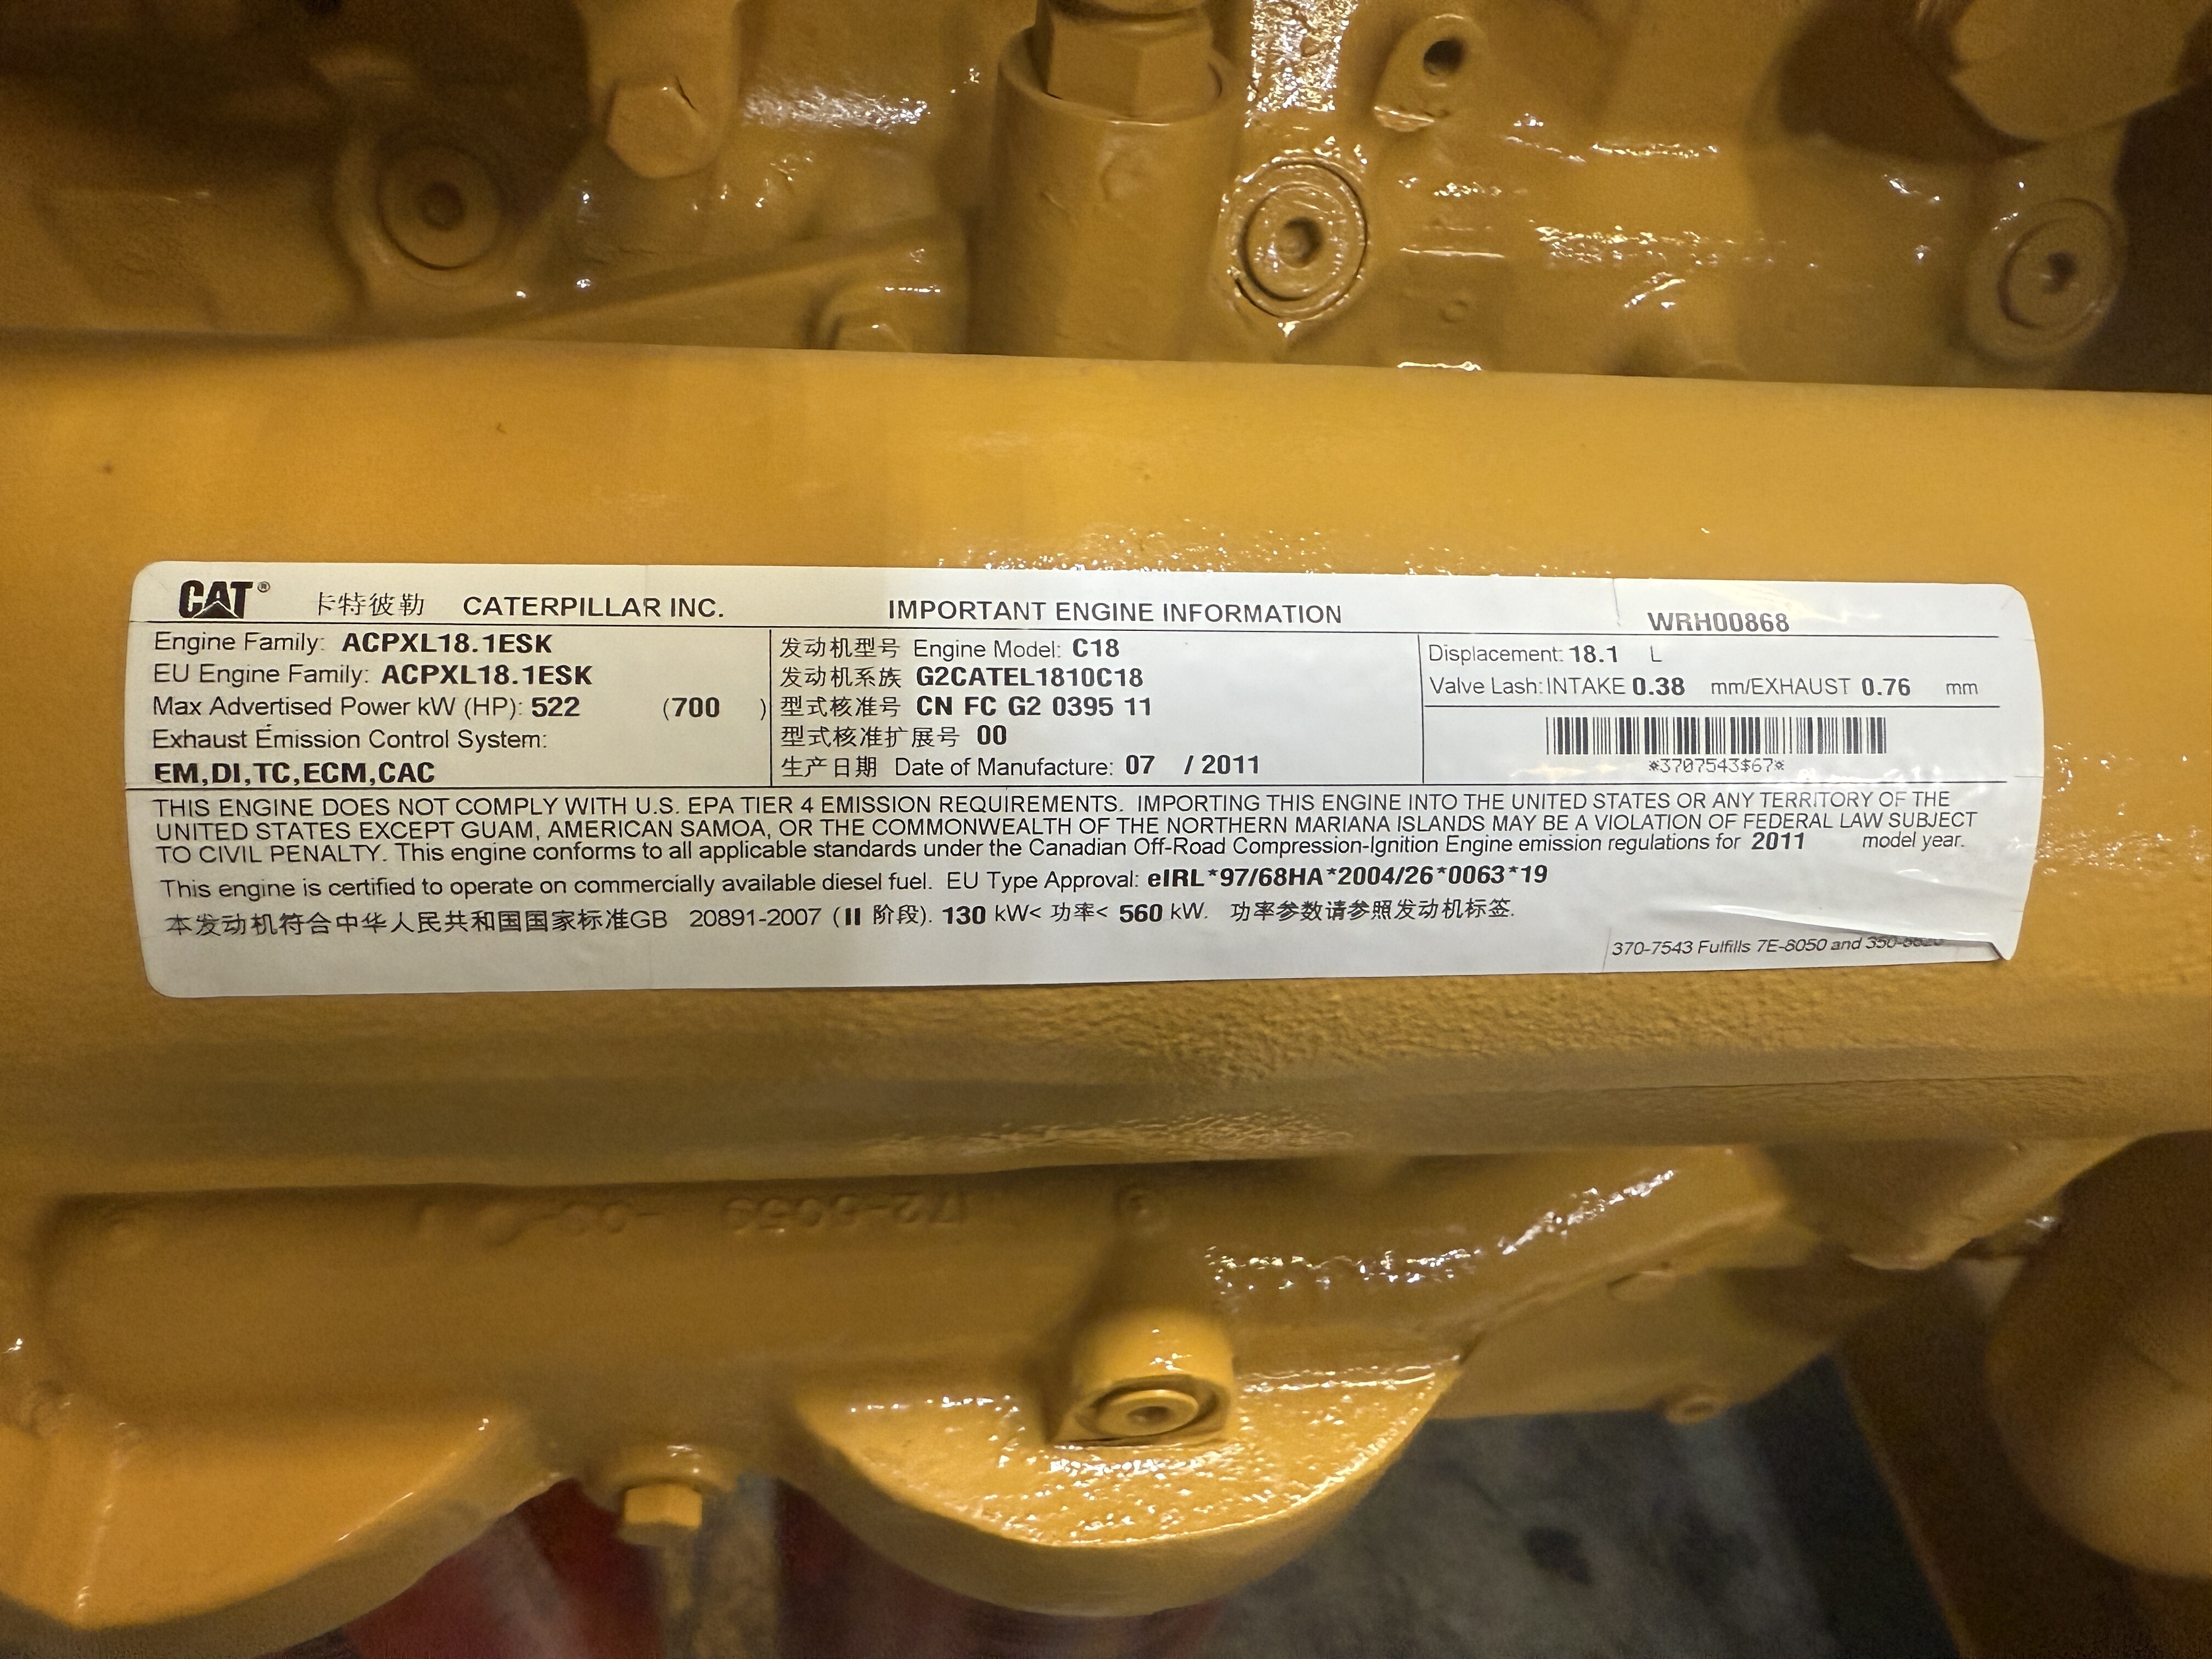 CAT® 卡特彼勒 CATERPILLAR INC. IMPORTANT ENGINE INFORMATION WRH00868
Engine Family: ACPXL18.1ESK
EU Engine Family: ACPXL18.1ESK
Max Advertised Power kW (HP): 522 (700 )
Exhaust Emission Control System:
EM,DI,TC,ECM,CAC
发动机型号 Engine Model: C18
发动机系族 G2CATEL1810C18
型式核准号 CN FC G2 0395 11
型式核准扩展号 00
生产日期 Date of Manufacture: 07 / 2011
Displacement: 18.1 L
Valve Lash: INTAKE 0.38 mm/EXHAUST 0.76 mm
*3707543$67*
THIS ENGINE DOES NOT COMPLY WITH U.S. EPA TIER 4 EMISSION REQUIREMENTS. IMPORTING THIS ENGINE INTO THE UNITED STATES OR ANY TERRITORY OF THE
UNITED STATES EXCEPT GUAM, AMERICAN SAMOA, OR THE COMMONWEALTH OF THE NORTHERN MARIANA ISLANDS MAY BE A VIOLATION OF FEDERAL LAW SUBJECT
TO CIVIL PENALTY. This engine conforms to all applicable standards under the Canadian Off-Road Compression-Ignition Engine emission regulations for 2011 model year.
This engine is certified to operate on commercially available diesel fuel. EU Type Approval: eIRL*97/68HA*2004/26*0063*19
本发动机符合中华人民共和国国家标准GB 20891-2007 (II 阶段). 130 kW< 功率< 560 kW. 功率参数请参照发动机标签.
370-7543 Fulfills 7E-8050 and